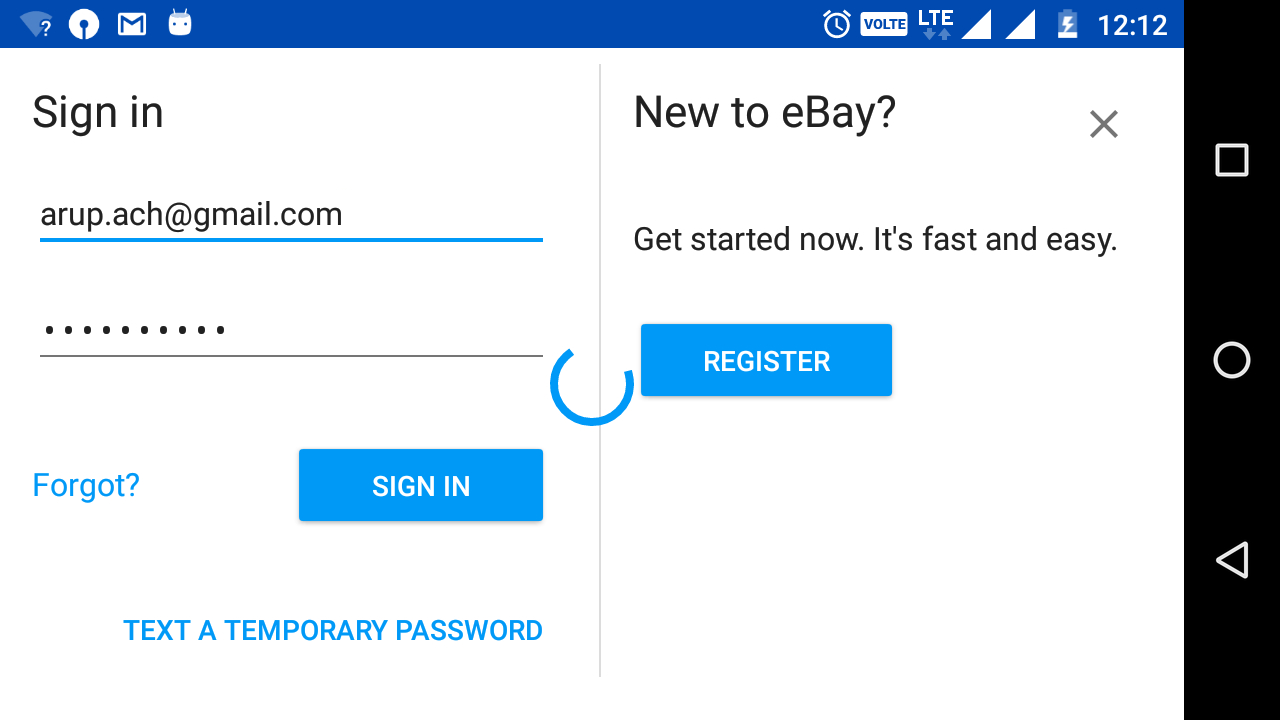 VOLTE LTE 12:12
Sign in
arup.ach@gmail.com
••••••••••
Forgot?
SIGN IN
TEXT A TEMPORARY PASSWORD
New to eBay?
Get started now. It's fast and easy.
REGISTER